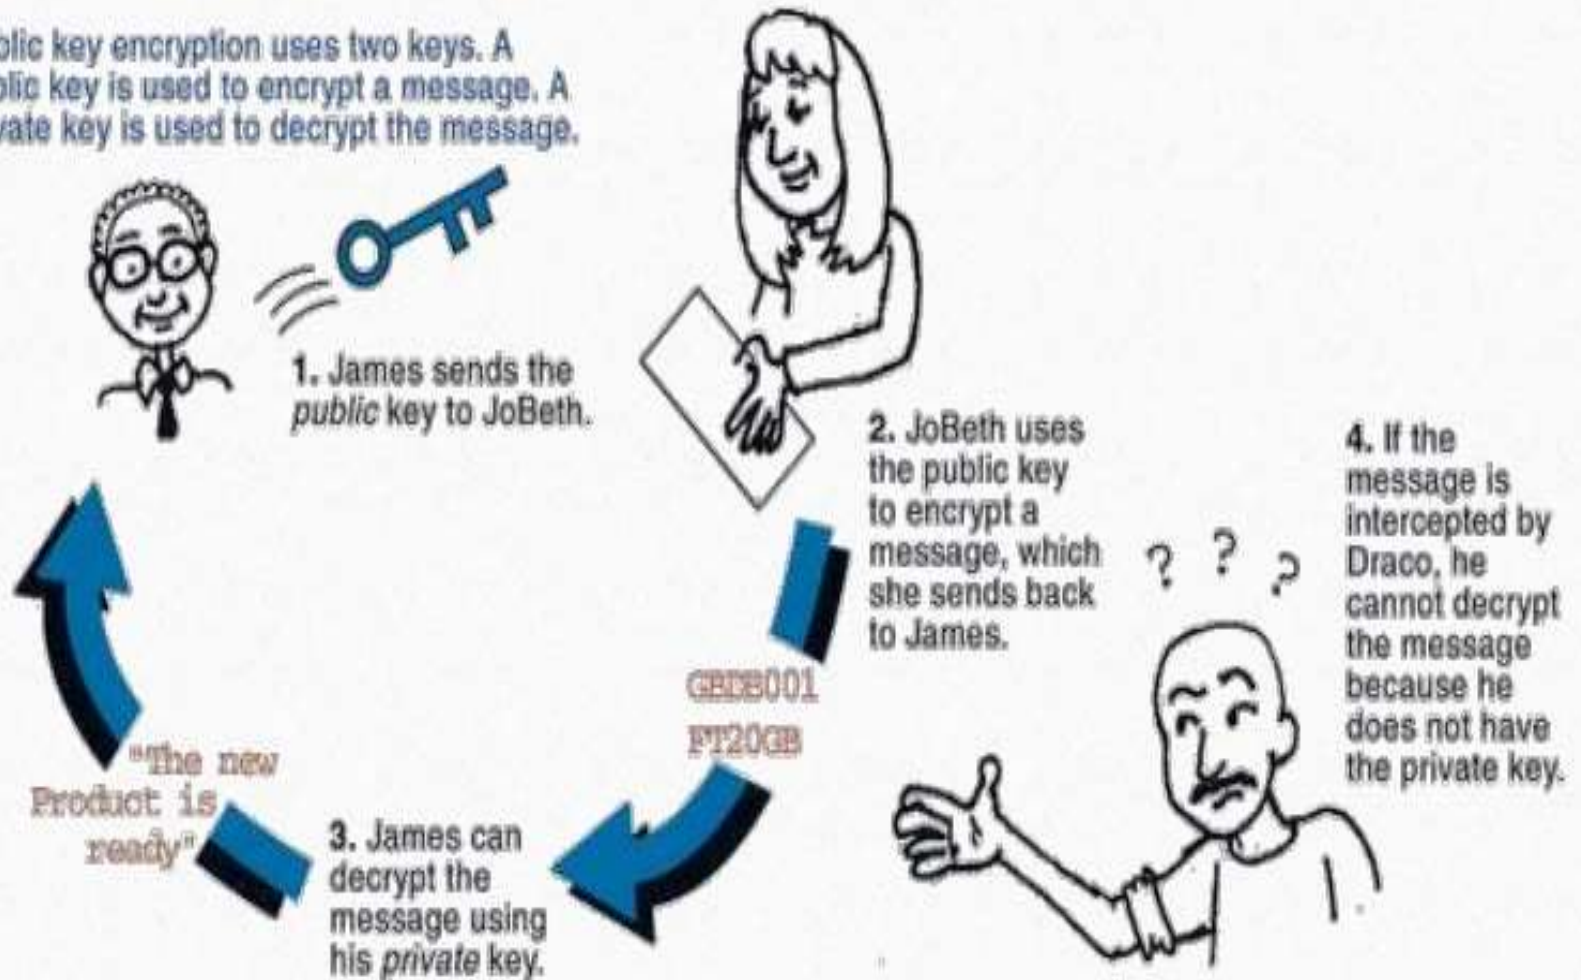 blic key encryption uses two keys. A
blic key is used to encrypt a message. A
vate key is used to decrypt the message.
1. James sends the
public key to JoBeth.
2. JoBeth uses
the public key
to encrypt a
message, which
she sends back
to James.
GBDB001
FT20GB
3. James can
decrypt the
message using
his private key.
"The new
Product is
ready"
4. If the
message is
intercepted by
Draco, he
cannot decrypt
the message
because he
does not have
the private key.
? ? ?